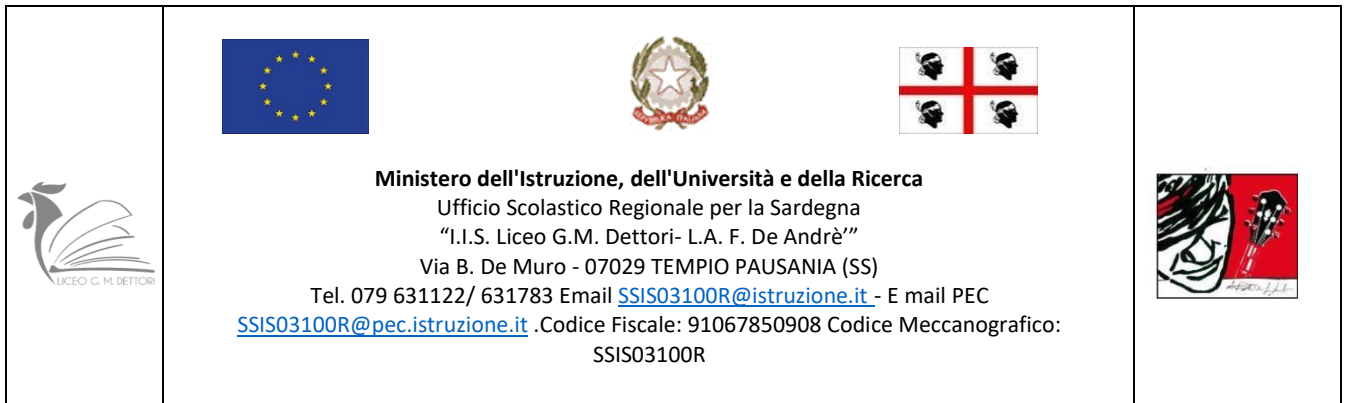 Ministero dell'Istruzione, dell'Università e della Ricerca
Ufficio Scolastico Regionale per la Sardegna
“I.I.S. Liceo G.M. Dettori- L.A. F. De Andrè’”
Via B. De Muro - 07029 TEMPIO PAUSANIA (SS)
Tel. 079 631122/ 631783 Email SSIS03100R@istruzione.it - E mail PEC
SSIS03100R@pec.istruzione.it .Codice Fiscale: 91067850908 Codice Meccanografico:
SSIS03100R
LICEO G. M. DETTORI
REPUBBLICA ITALIANA